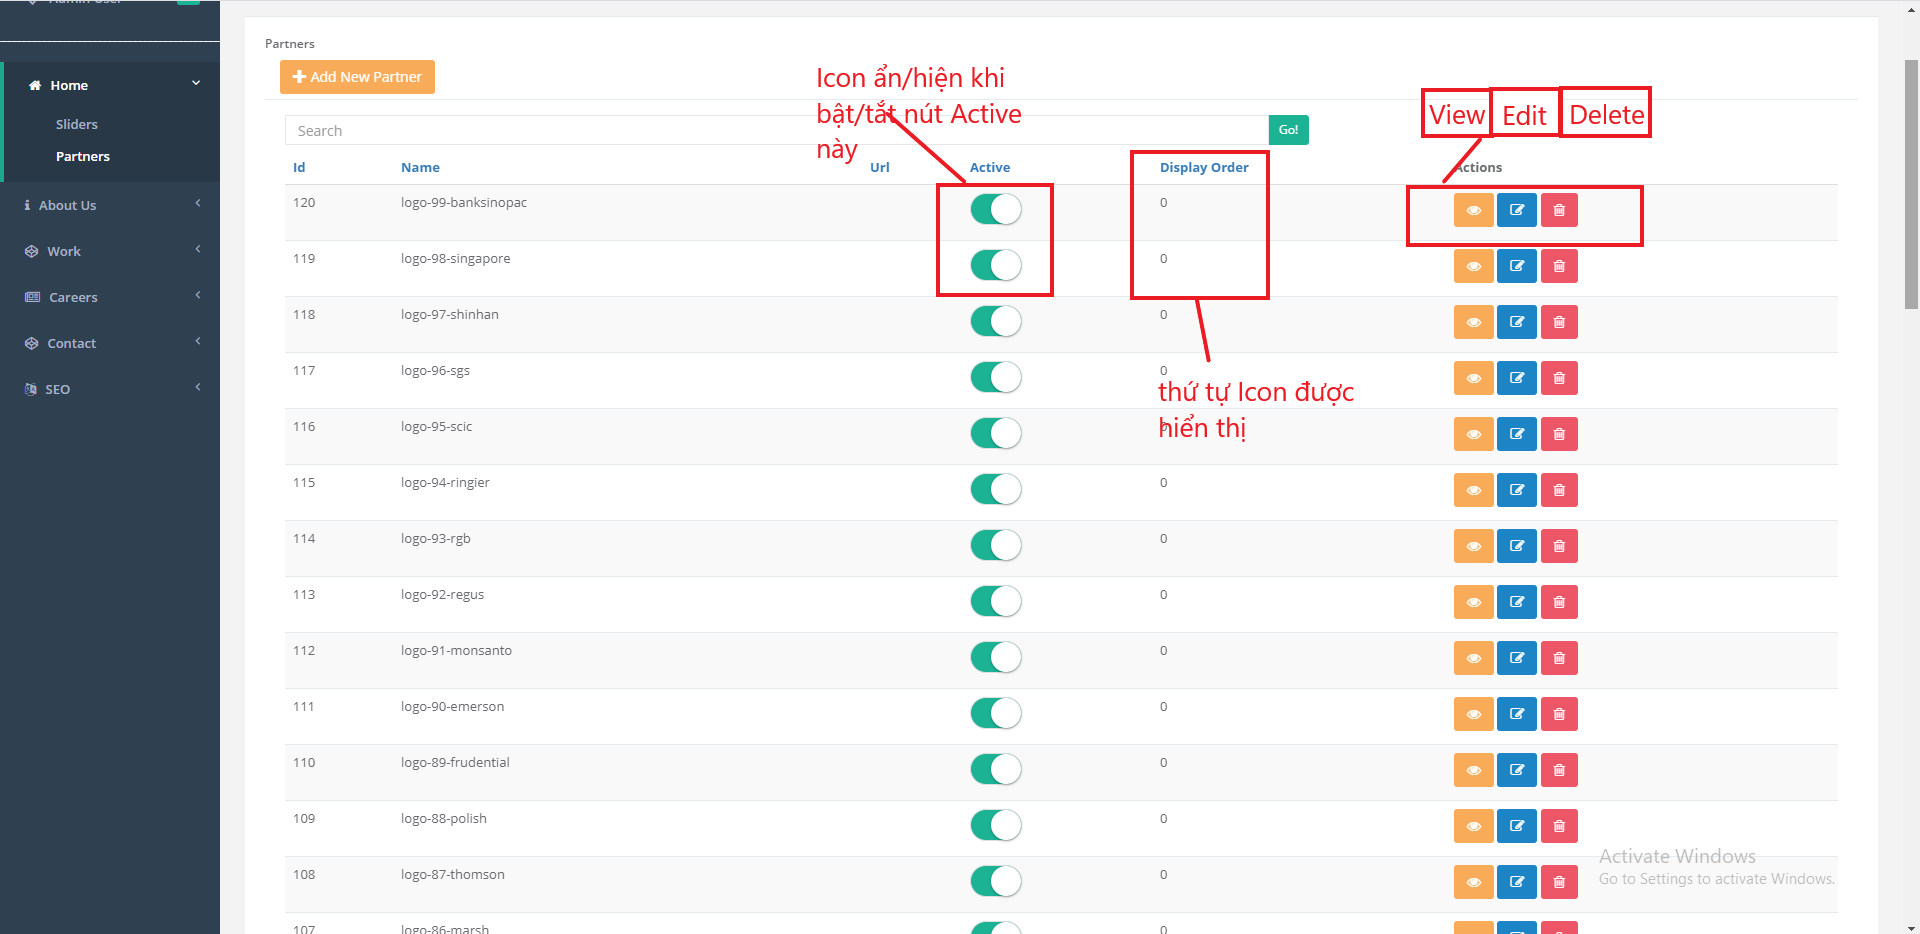 Admin User
Home
Sliders
Partners
About Us
Work
Careers
Contact
SEO
Partners
Add New Partner
Icon ẩn/hiện khi
bật/tắt nút Active
này
View Edit Delete
Search Go!
Id Name Url Active Display Order Actions
120 logo-99-banksinopac 0
119 logo-98-singapore 0
118 logo-97-shinhan 0
117 logo-96-sgs 0
thứ tự Icon được
hiển thị
116 logo-95-scic 0
115 logo-94-ringier 0
114 logo-93-rgb 0
113 logo-92-regus 0
112 logo-91-monsanto 0
111 logo-90-emerson 0
110 logo-89-frudential 0
109 logo-88-polish 0
108 logo-87-thomson 0
107 logo-86-marsh 0
Activate Windows
Go to Settings to activate Windows.